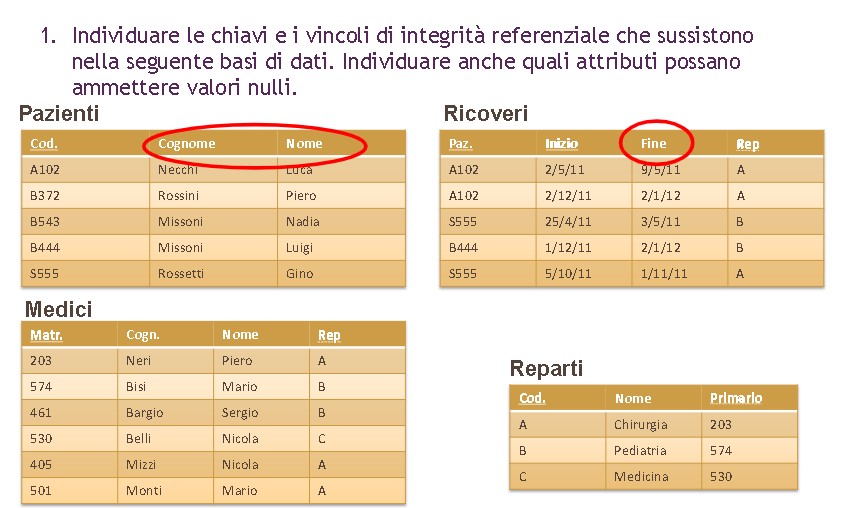 1. Individuare le chiavi e i vincoli di integrità referenziale che sussistono
nella seguente basi di dati. Individuare anche quali attributi possano
ammettere valori nulli.
Pazienti
Cod. Cognome Nome
A102 Necchi Luca
B372 Rossini Piero
B543 Missoni Nadia
B444 Missoni Luigi
S555 Rossetti Gino
Ricoveri
Paz. Inizio Fine Rep
A102 2/5/11 9/5/11 A
A102 2/12/11 2/1/12 A
S555 25/4/11 3/5/11 B
B444 1/12/11 2/1/12 B
S555 5/10/11 1/11/11 A
Medici
Matr. Cogn. Nome Rep
203 Neri Piero A
574 Bisi Mario B
461 Bargio Sergio B
530 Belli Nicola C
405 Mizzi Nicola A
501 Monti Mario A
Reparti
Cod. Nome Primario
A Chirurgia 203
B Pediatria 574
C Medicina 530